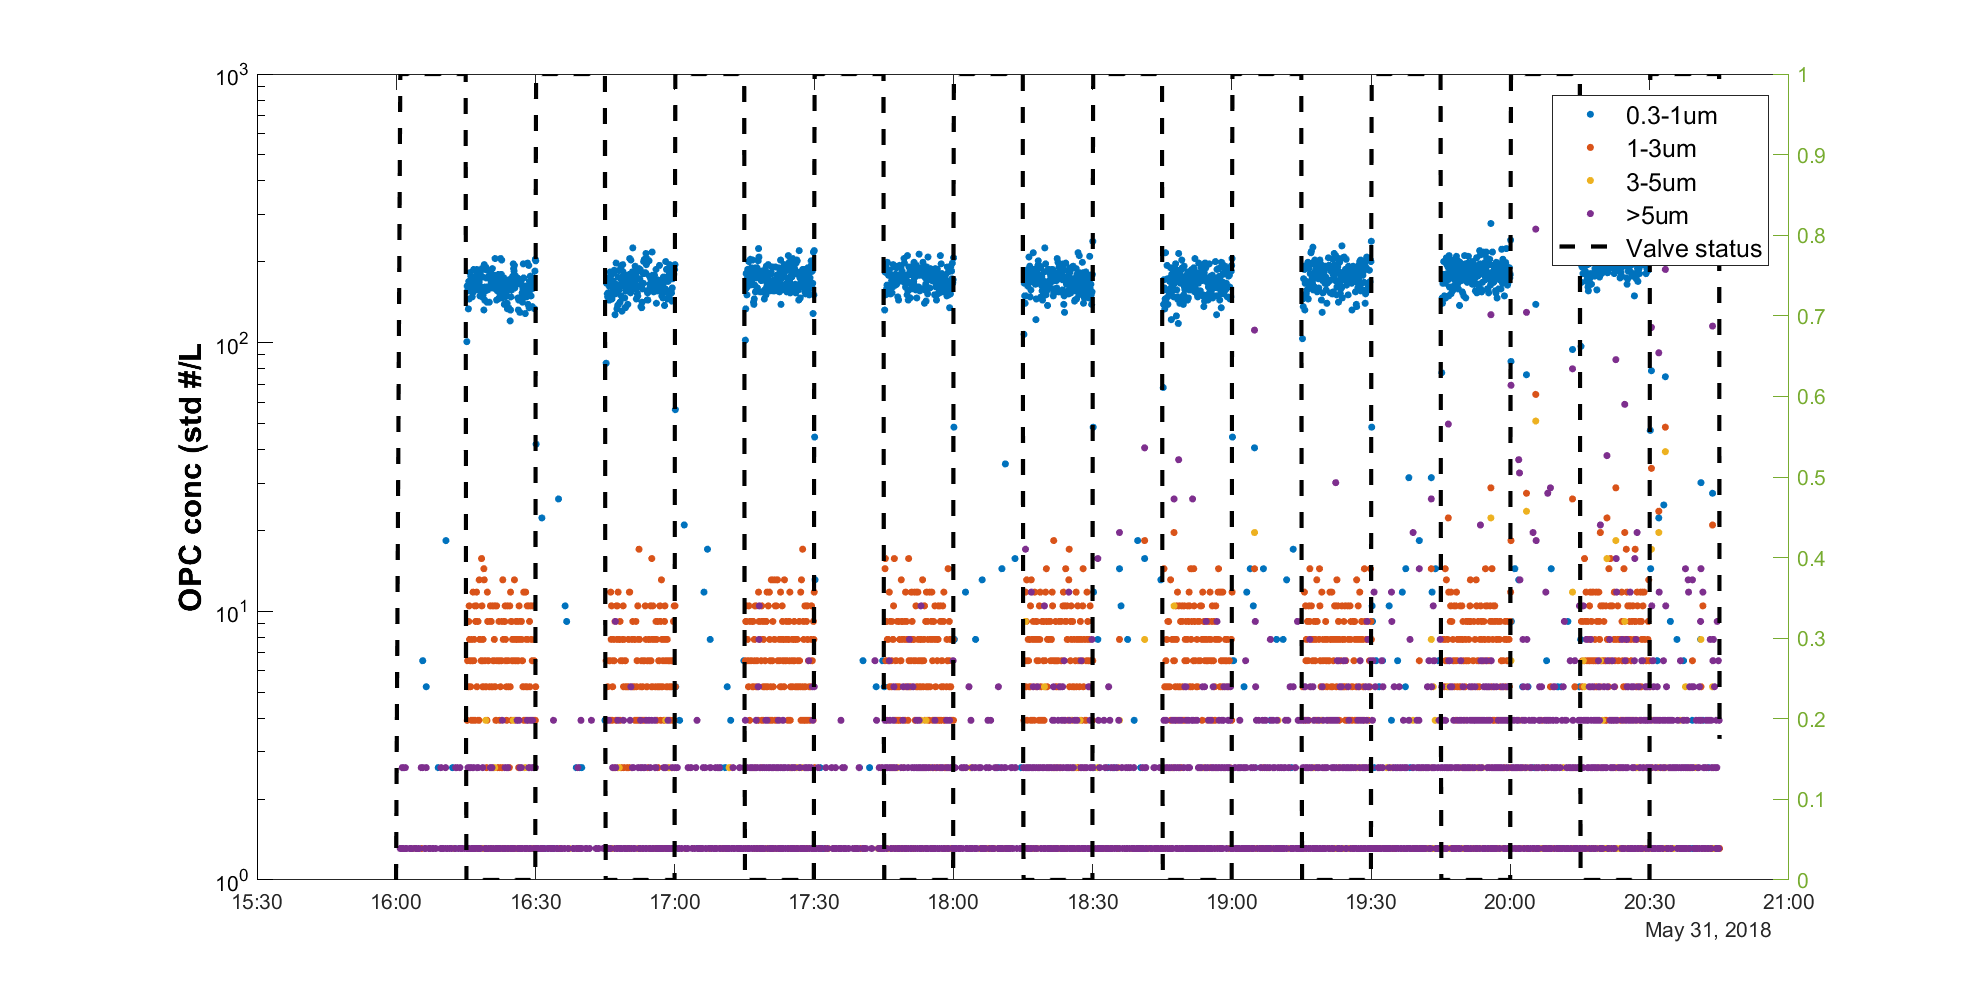 OPC conc (std #/L
10^3
10^2
10^1
10^0
1
0.9
0.8
0.7
0.6
0.5
0.4
0.3
0.2
0.1
0
0.3-1um
1-3um
3-5um
>5um
Valve status
15:30 16:00 16:30 17:00 17:30 18:00 18:30 19:00 19:30 20:00 20:30 21:00
May 31, 2018